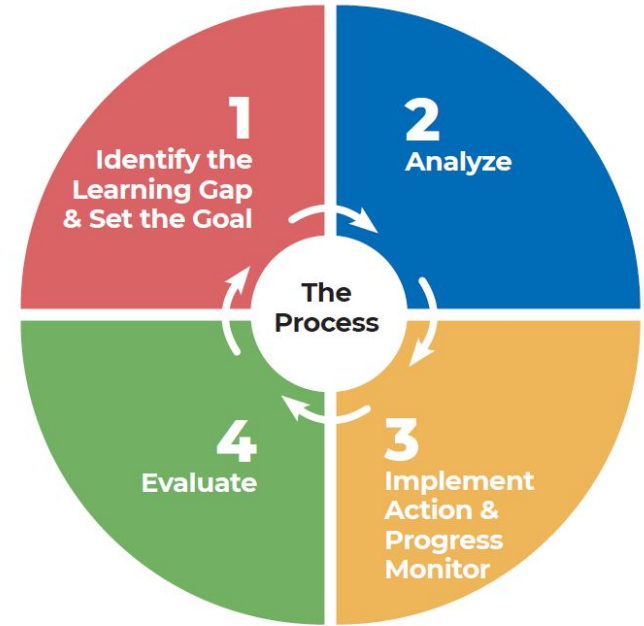 1
Identify the
Learning Gap
& Set the Goal
2
Analyze
The
Process
3
Implement
Action &
Progress
Monitor
4
Evaluate